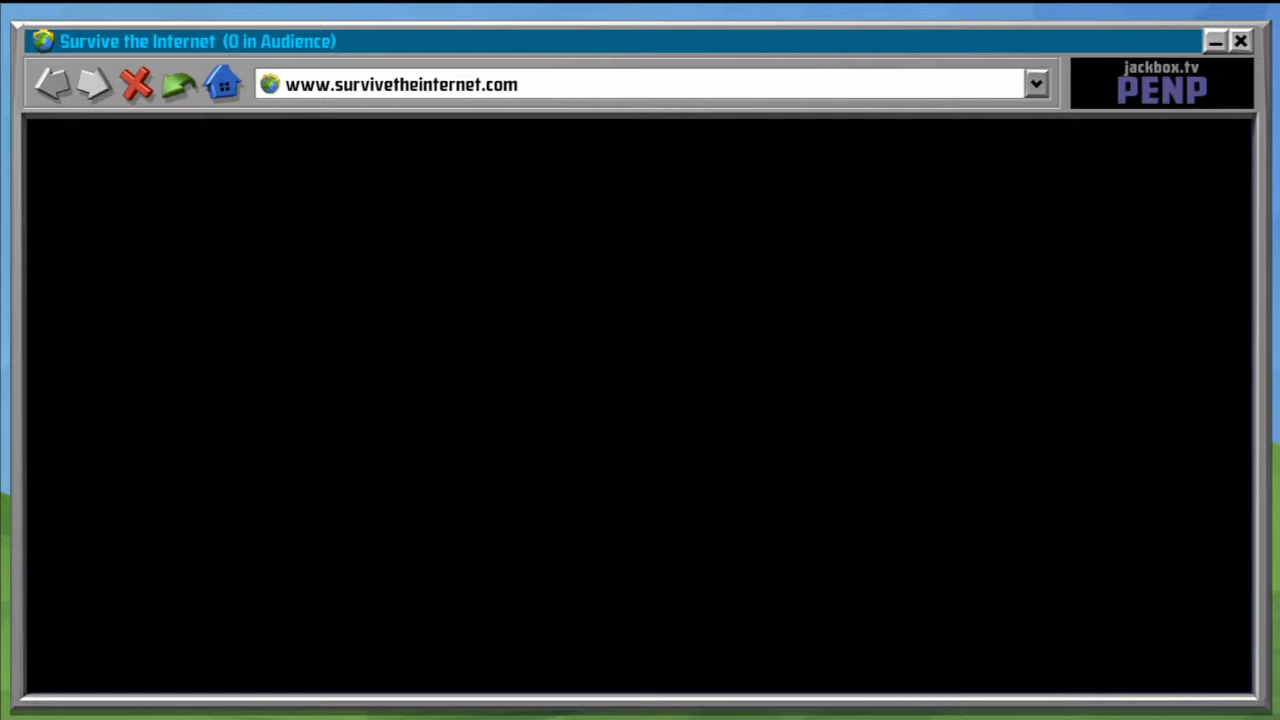 Survive the Internet (0 in Audience)
www.survivetheinternet.com
jackbox.tv
PENP